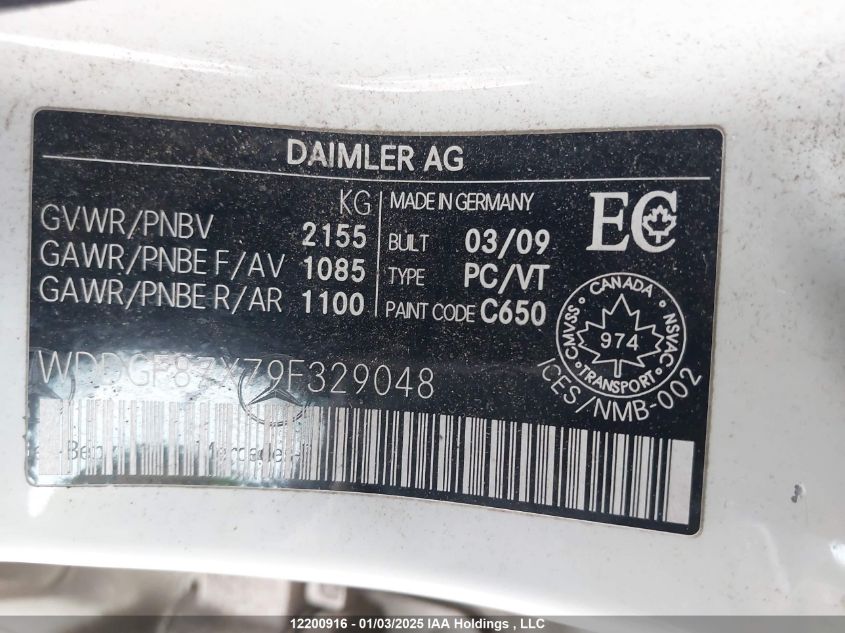 DAIMLER AG
KG
GVWR/PNBV 2155
GAWR/PNBE F/AV 1085
GAWR/PNBE R/AR 1100
MADE IN GERMANY
BUILT 03/09
TYPE PC/VT
PAINT CODE C650
EC
CMVSS · CANADA · NSVAC
974
TRANSPORT
ICES/NMB-002
WDDGF87X79F329048
12200916 - 01/03/2025 IAA Holdings , LLC